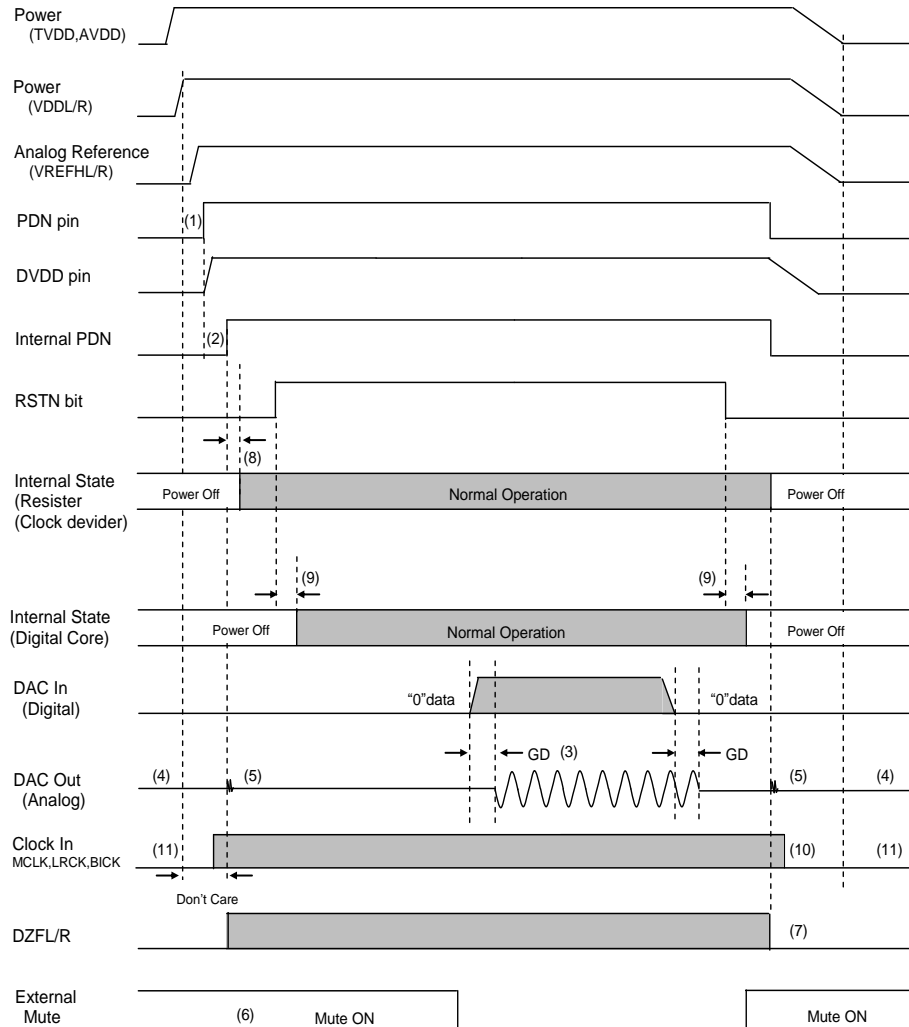 Power
(TVDD,AVDD)
Power
(VDDL/R)
Analog Reference
(VREFHL/R)
PDN pin
(1)
DVDD pin
Internal PDN
(2)
RSTN bit
(8)
Internal State
(Resister
(Clock devider)
Power Off
Normal Operation
Power Off
(9)
(9)
Internal State
(Digital Core)
Power Off
Normal Operation
Power Off
DAC In
(Digital)
“0”data
“0”data
GD
(3)
GD
DAC Out
(Analog)
(4)
(5)
(5)
(4)
Clock In
MCLK,LRCK,BICK
(11)
(10)
(11)
Don’t Care
DZFL/R
(7)
External
Mute
(6)
Mute ON
Mute ON